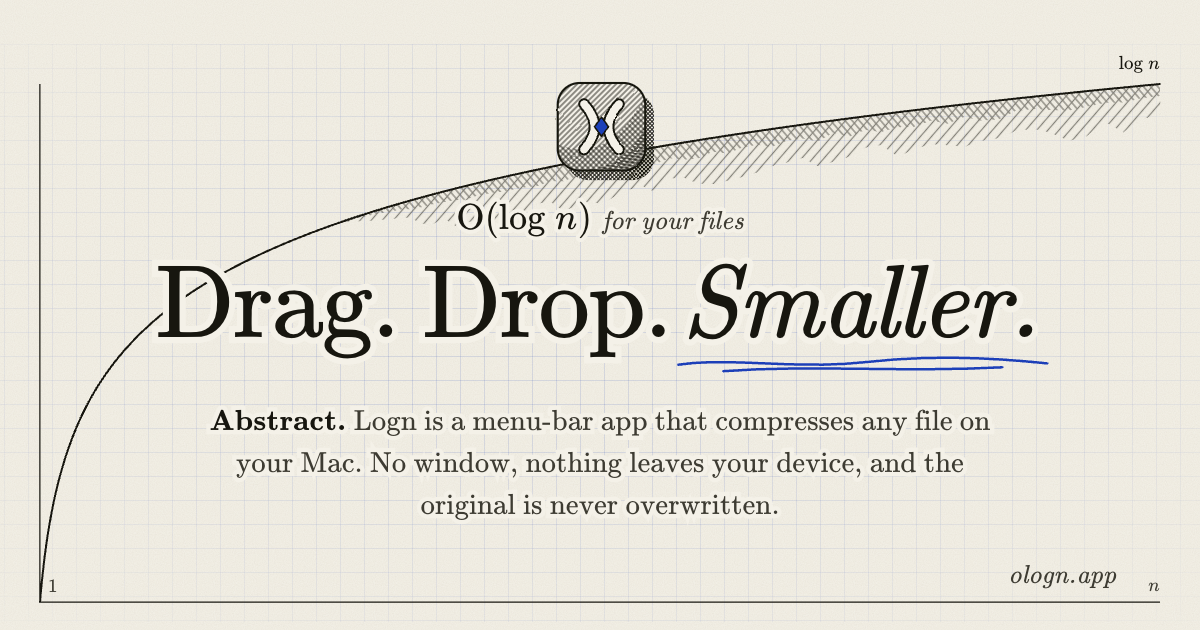 log n
O(log n) for your files
Drag. Drop. Smaller.
Abstract. Logn is a menu-bar app that compresses any file on
your Mac. No window, nothing leaves your device, and the
original is never overwritten.
ologn.app
1
n